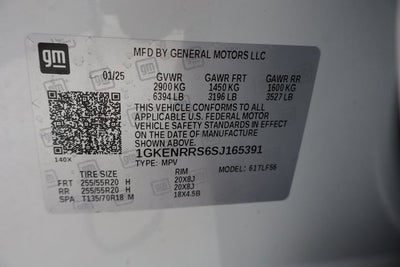 gm
MFD BY GENERAL MOTORS LLC
01/25 GVWR GAWR FRT GAWR RR
2900 KG 1450 KG 1600 KG
6394 LB 3196 LB 3527 LB
THIS VEHICLE CONFORMS TO ALL
APPLICABLE U.S. FEDERAL MOTOR
VEHICLE SAFETY STANDARDS IN
EFFECT ON THE DATE OF MANUFACTURE
SHOWN ABOVE.
1GKENRRS6SJ165391
140X TYPE: MPV MODEL: 61TLF56
TIRE SIZE RIM
FRT 255/55R20 H 20X8J
RR 255/55R20 H 20X8J
SPA T135/70R18 M 18X4.5B